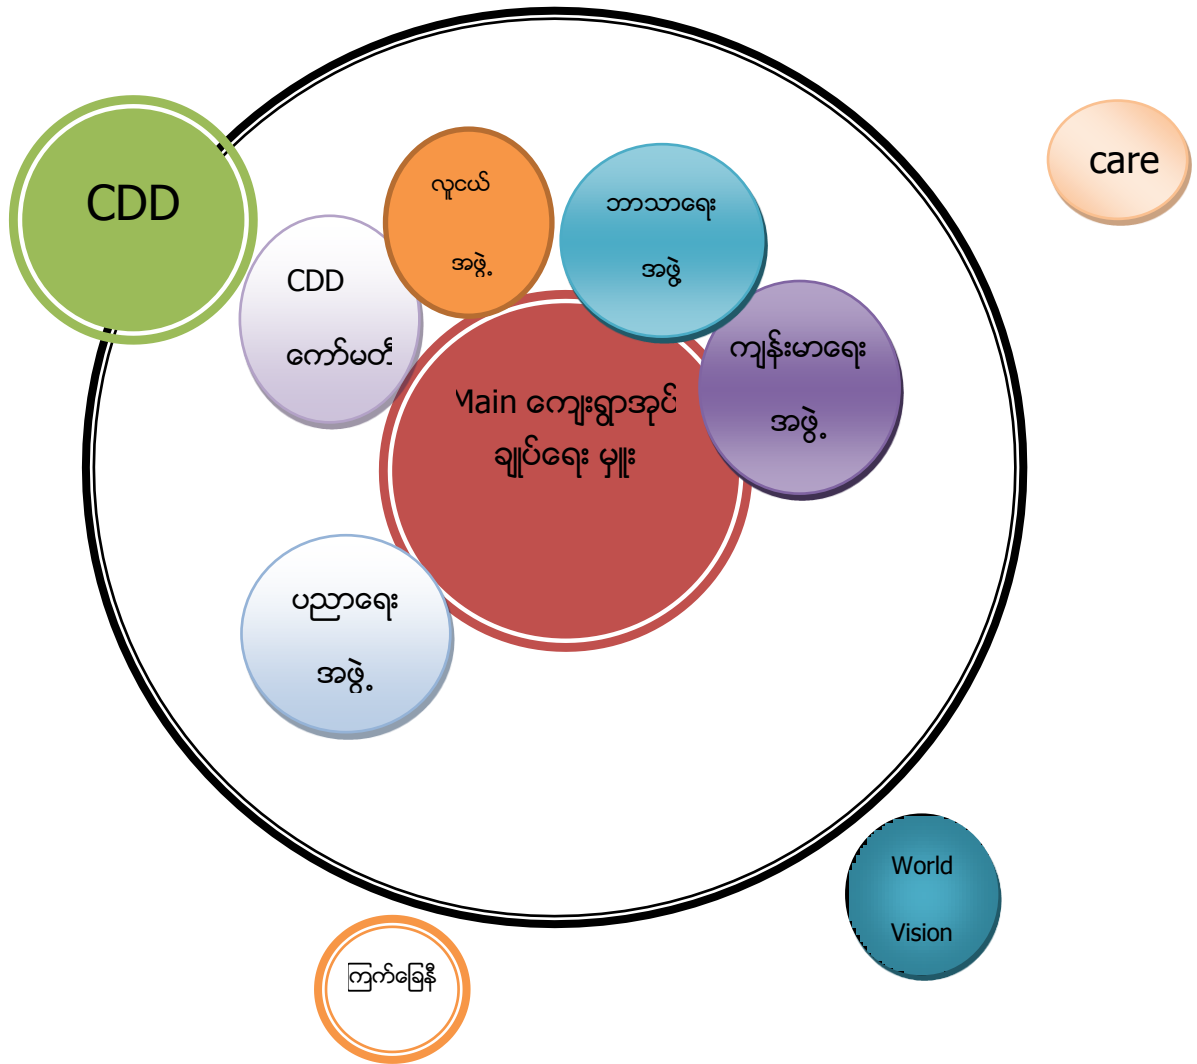 CDD
care
လူငယ်
အဖွဲ့
ဘာသာရေး
အဖွဲ့
CDD
ကော်မတီ
ကျန်းမာရေး
အဖွဲ့
Main ကျေးရွာအုပ်
ချုပ်ရေး မှူး
ပညာရေး
အဖွဲ့
World
Vision
ကြက်ခြေနီ